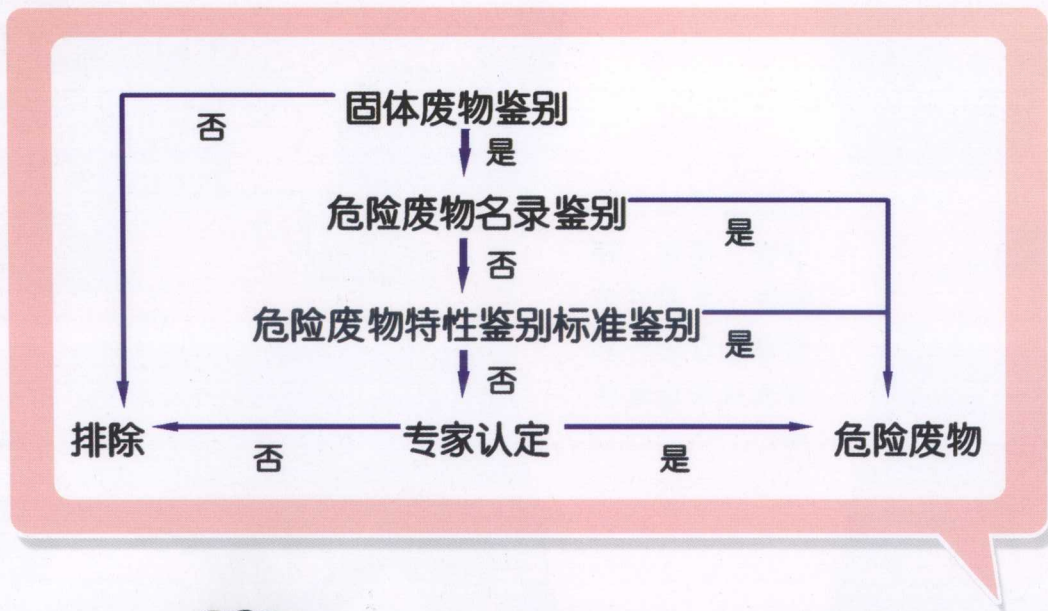 固体废物鉴别
否
是
危险废物名录鉴别
是
否
危险废物特性鉴别标准鉴别
是
否
排除
专家认定
危险废物
否
是